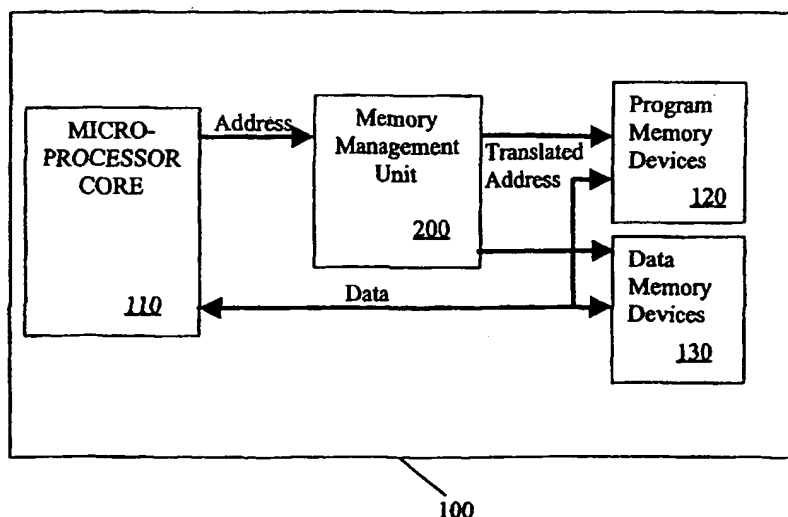 MICRO-
PROCESSOR
CORE
110
Address
Memory
Management
Unit
200
Translated
Address
Program
Memory
Devices
120
Data
Data
Memory
Devices
130
100